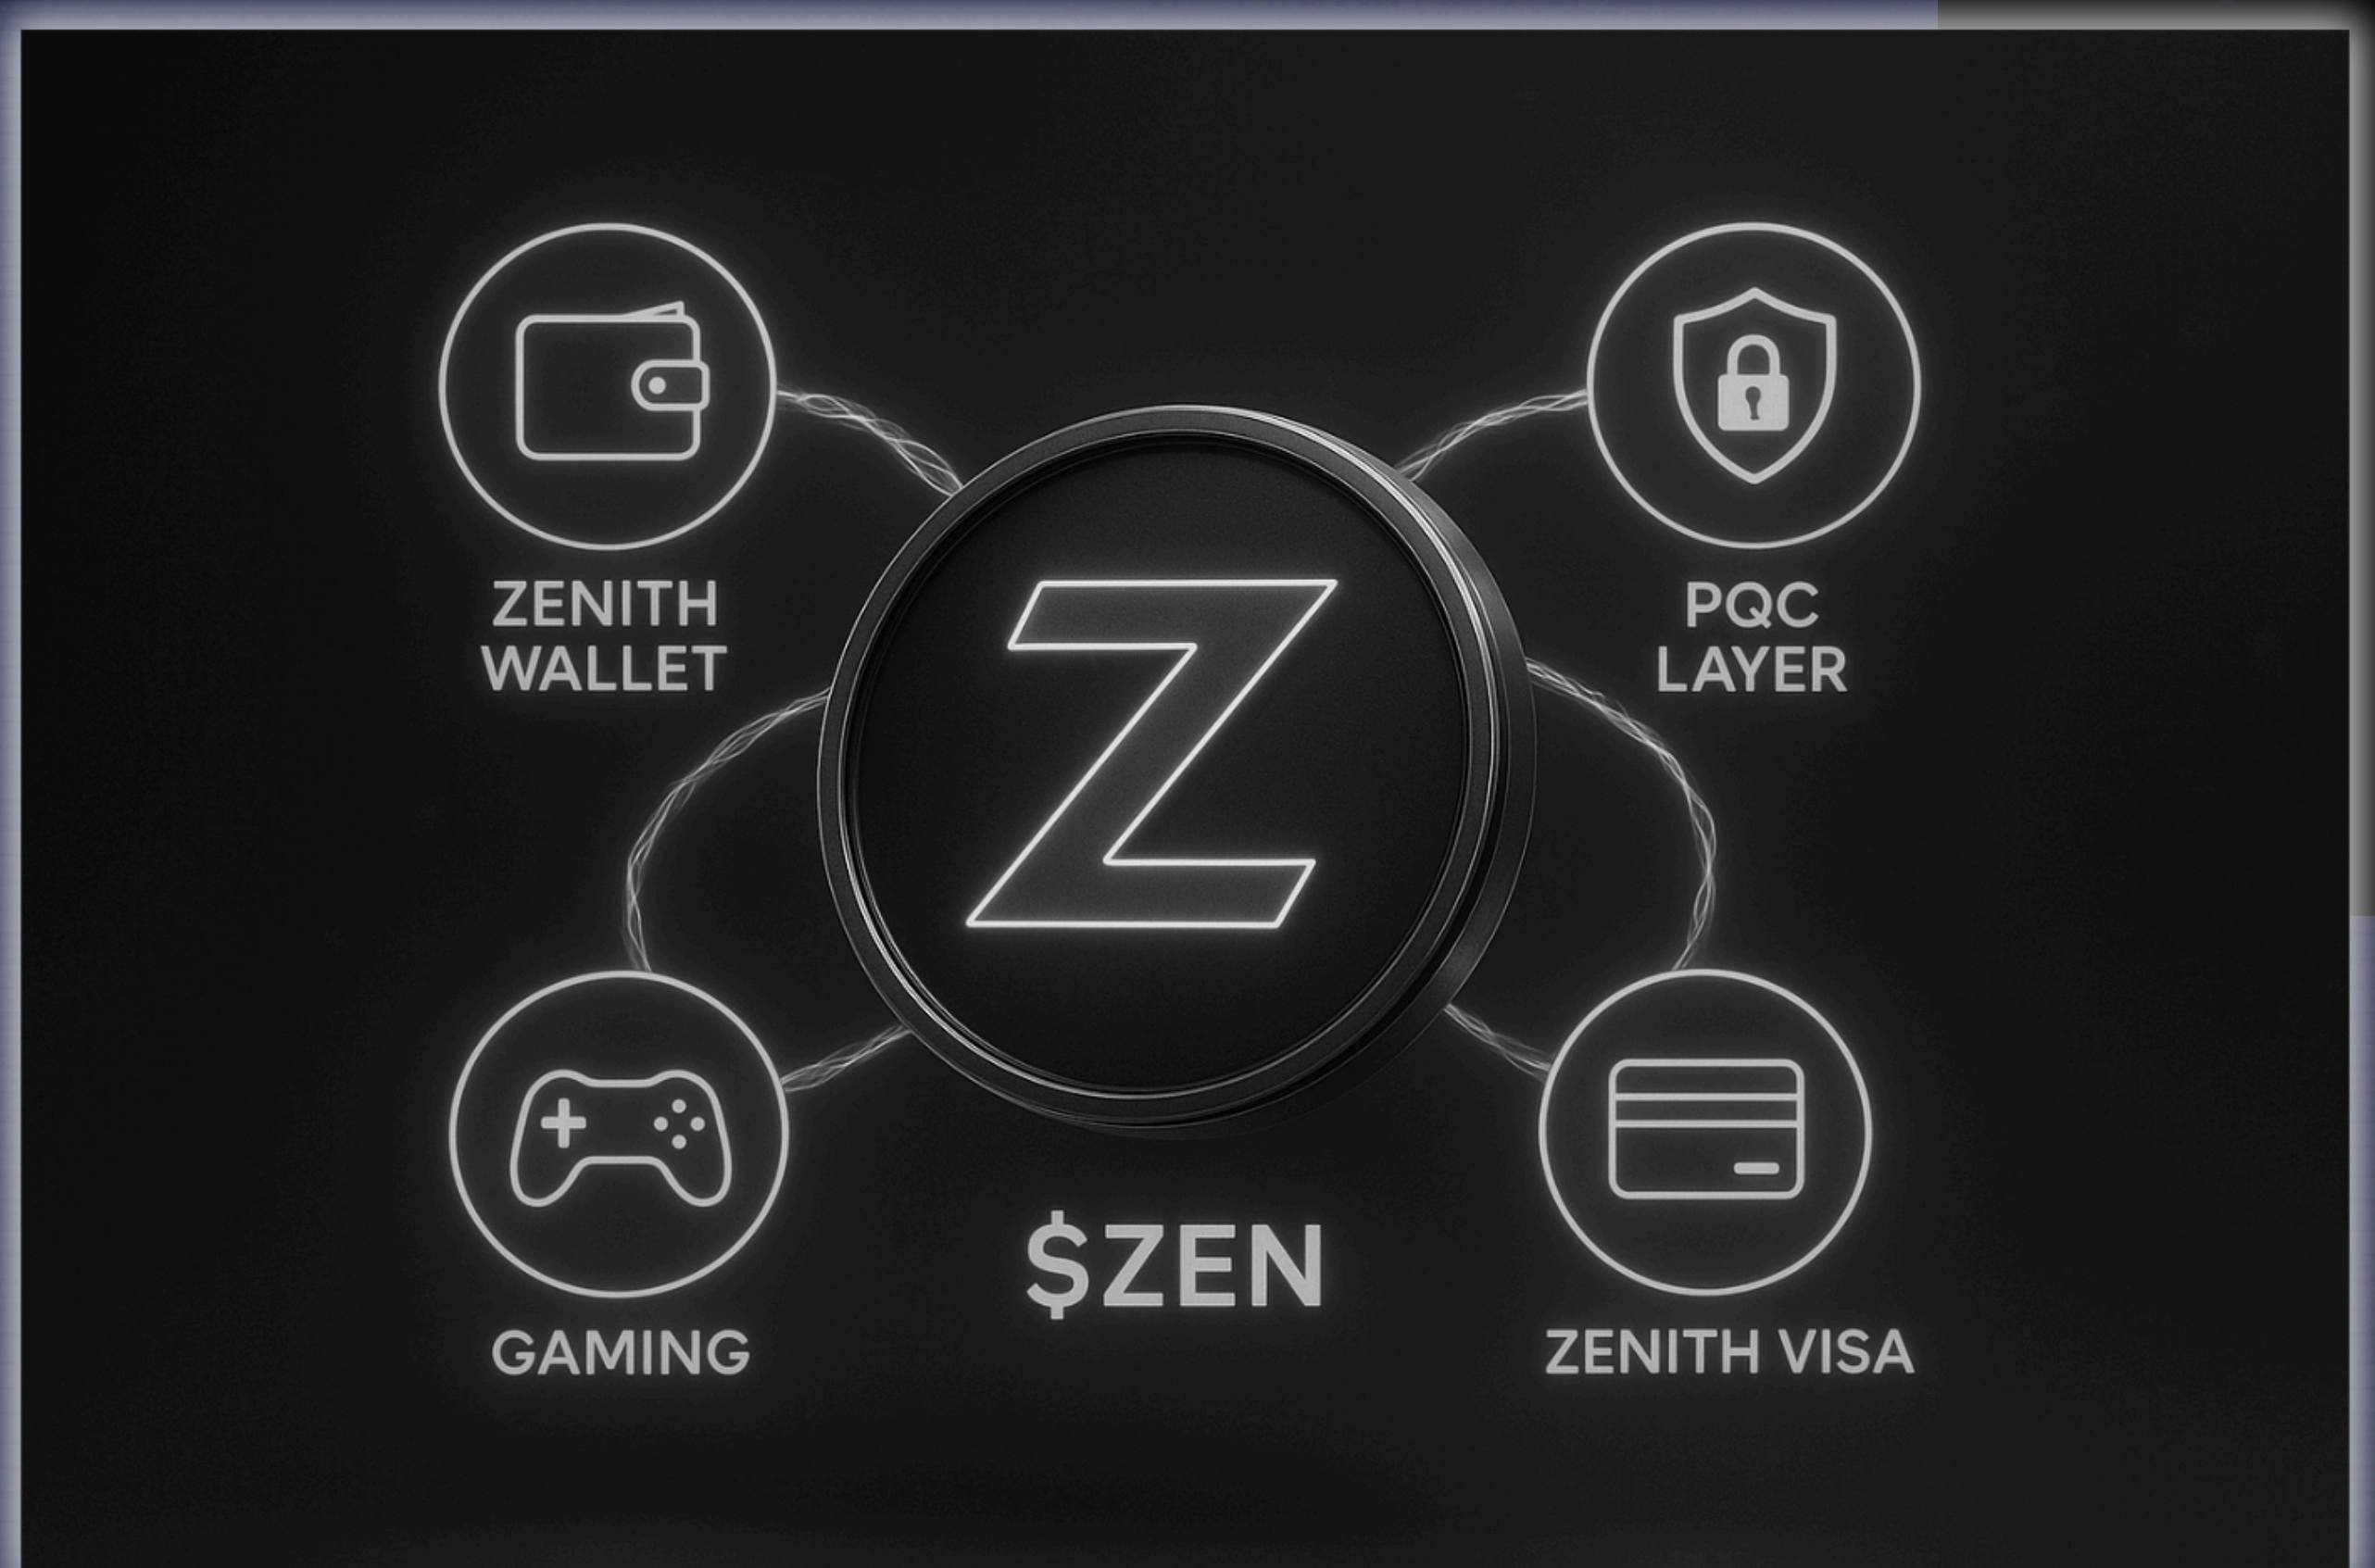 ZENITH
WALLET
PQC
LAYER
Z
$ZEN
GAMING
ZENITH VISA